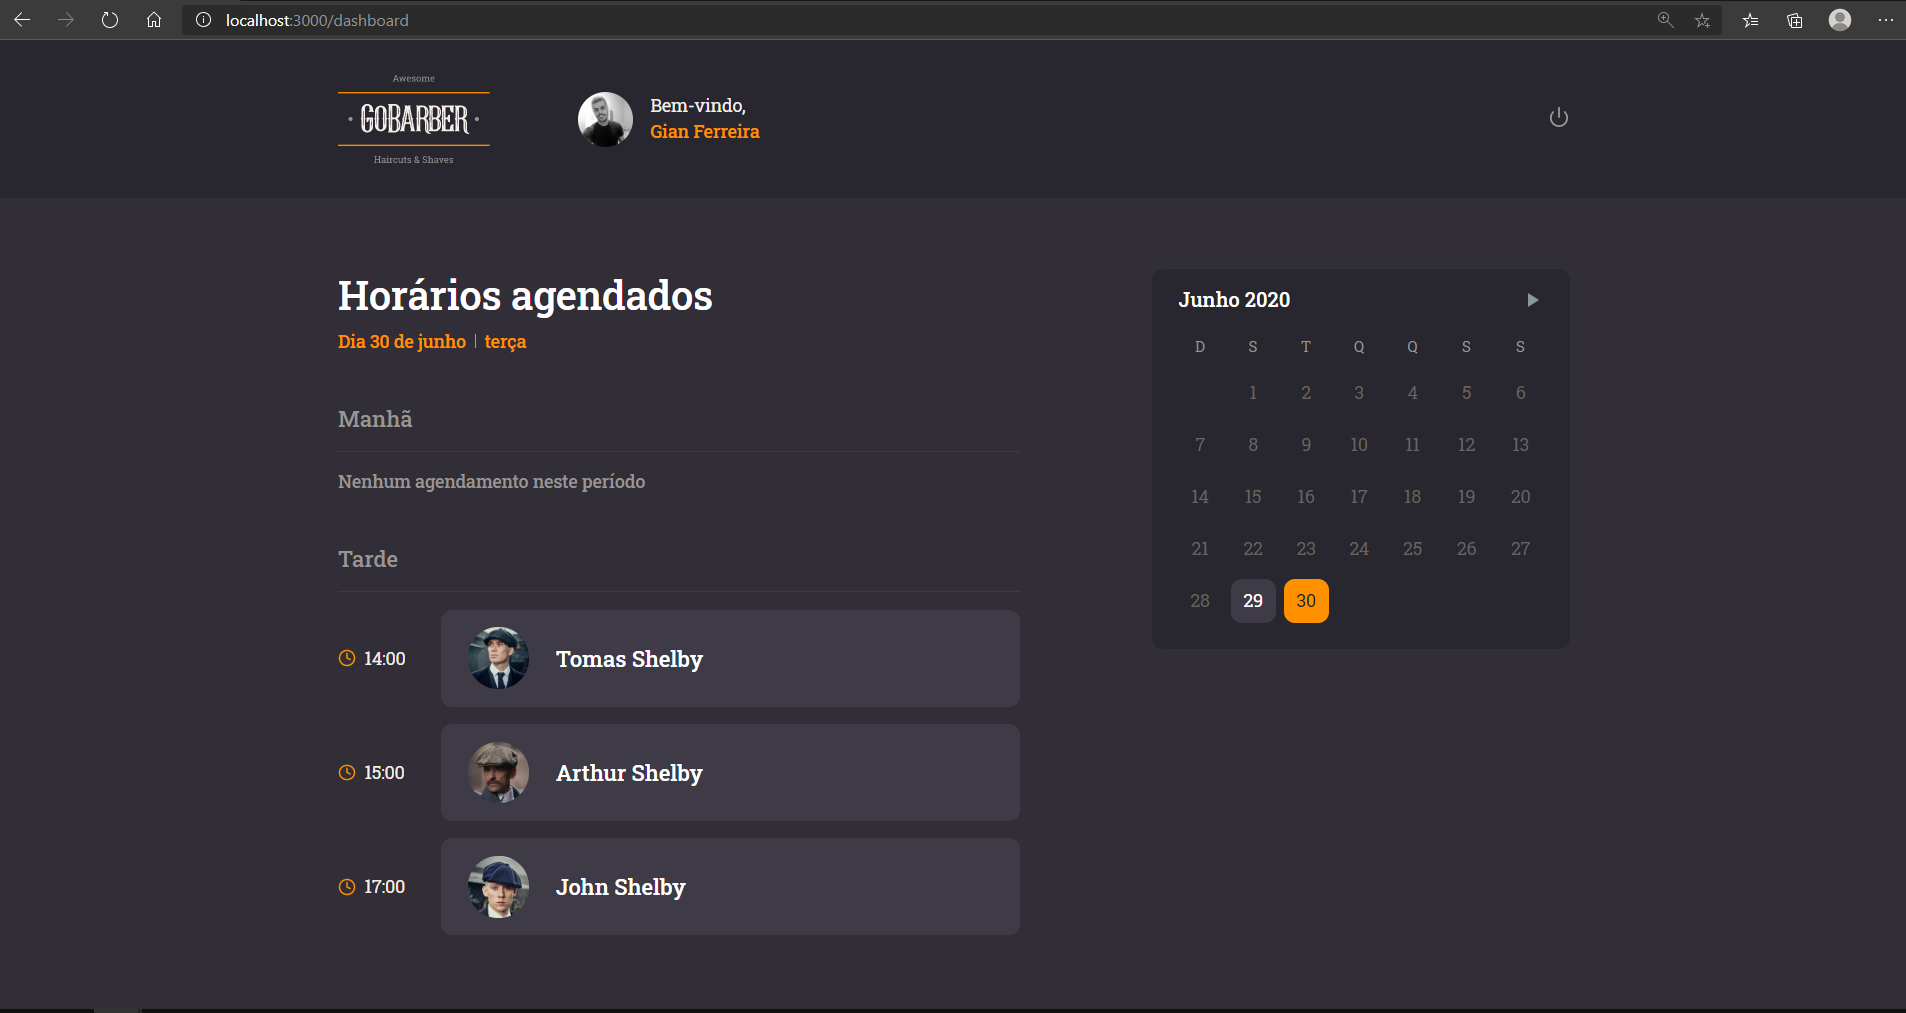 localhost:3000/dashboard
Awesome
GOBARBER
Haircuts & Shaves
Bem-vindo,
Gian Ferreira
Horários agendados
Dia 30 de junho | terça
Manhã
Nenhum agendamento neste período
Tarde
14:00 Tomas Shelby
15:00 Arthur Shelby
17:00 John Shelby
Junho 2020
D S T Q Q S S
1 2 3 4 5 6
7 8 9 10 11 12 13
14 15 16 17 18 19 20
21 22 23 24 25 26 27
28 29 30